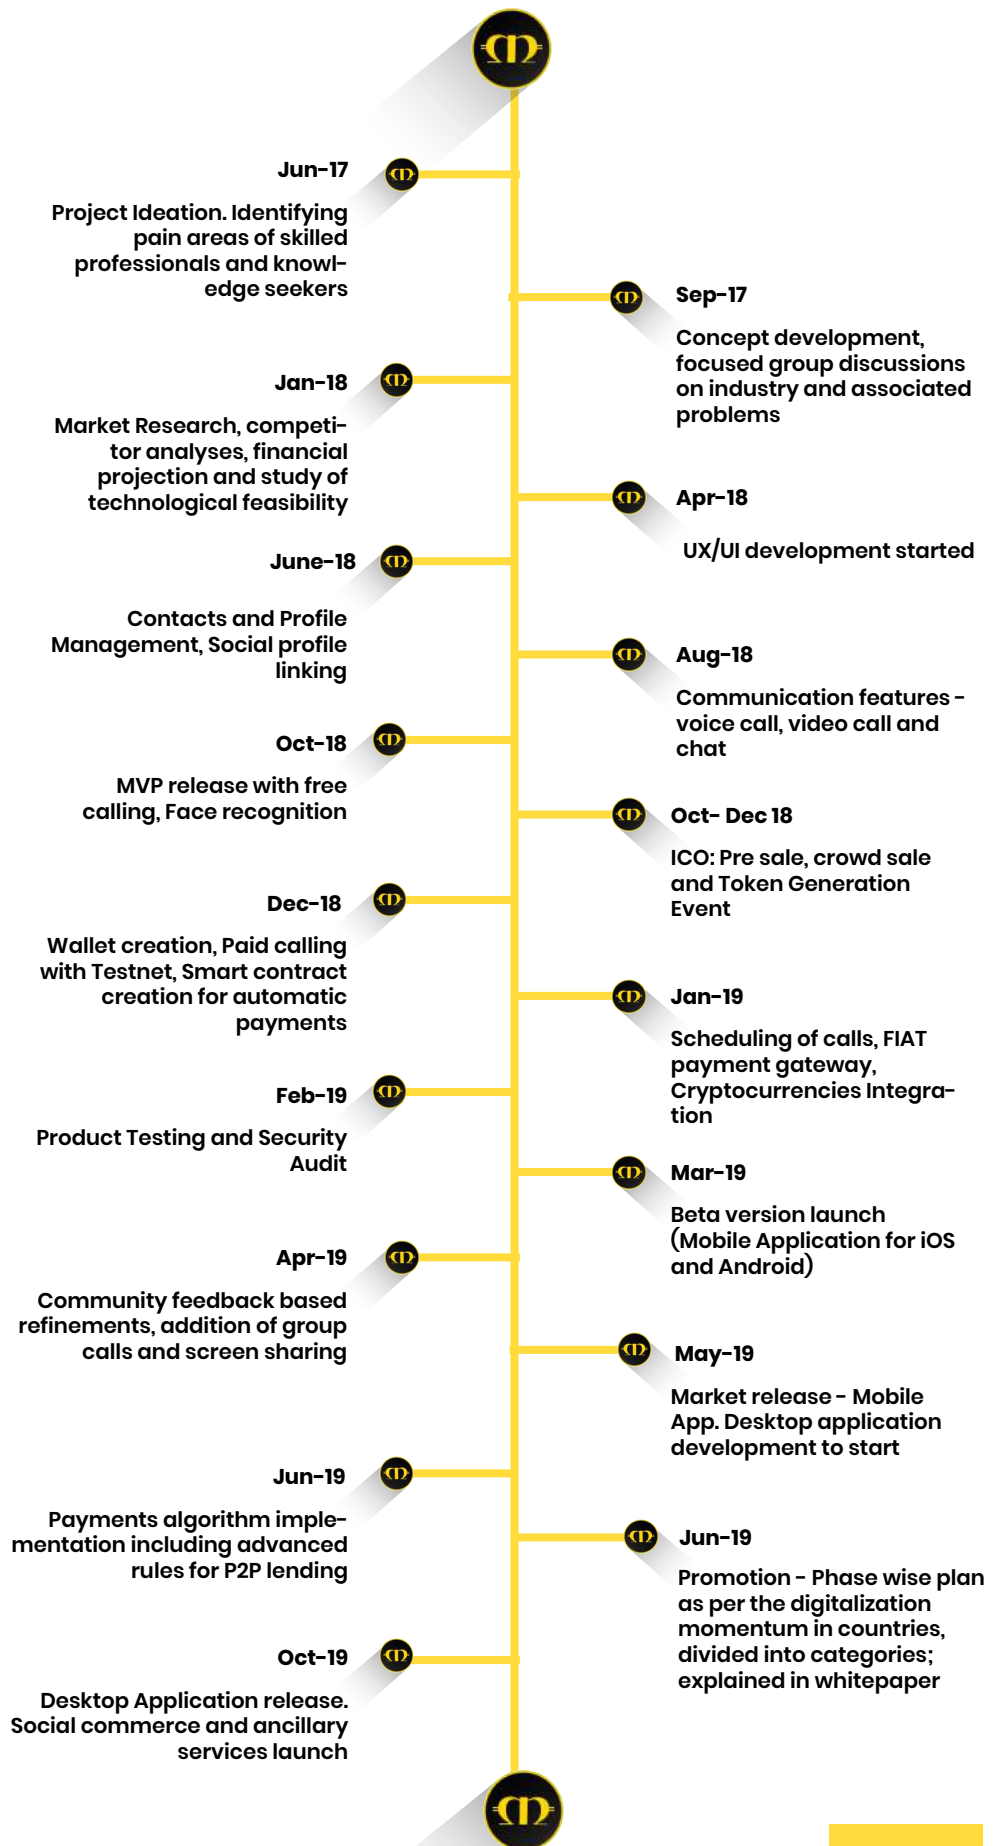 Jun-17
Project Ideation. Identifying
pain areas of skilled
professionals and knowl-
edge seekers
Sep-17
Concept development,
focused group discussions
on industry and associated
problems
Jan-18
Market Research, competi-
tor analyses, financial
projection and study of
technological feasibility
Apr-18
UX/UI development started
June-18
Contacts and Profile
Management, Social profile
linking
Aug-18
Communication features -
voice call, video call and
chat
Oct-18
MVP release with free
calling, Face recognition
Oct- Dec 18
ICO: Pre sale, crowd sale
and Token Generation
Event
Dec-18
Wallet creation, Paid calling
with Testnet, Smart contract
creation for automatic
payments
Jan-19
Scheduling of calls, FIAT
payment gateway,
Cryptocurrencies Integra-
tion
Feb-19
Product Testing and Security
Audit
Mar-19
Beta version launch
(Mobile Application for iOS
and Android)
Apr-19
Community feedback based
refinements, addition of group
calls and screen sharing
May-19
Market release - Mobile
App. Desktop application
development to start
Jun-19
Payments algorithm imple-
mentation including advanced
rules for P2P lending
Jun-19
Promotion - Phase wise plan
as per the digitalization
momentum in countries,
divided into categories;
explained in whitepaper
Oct-19
Desktop Application release.
Social commerce and ancillary
services launch